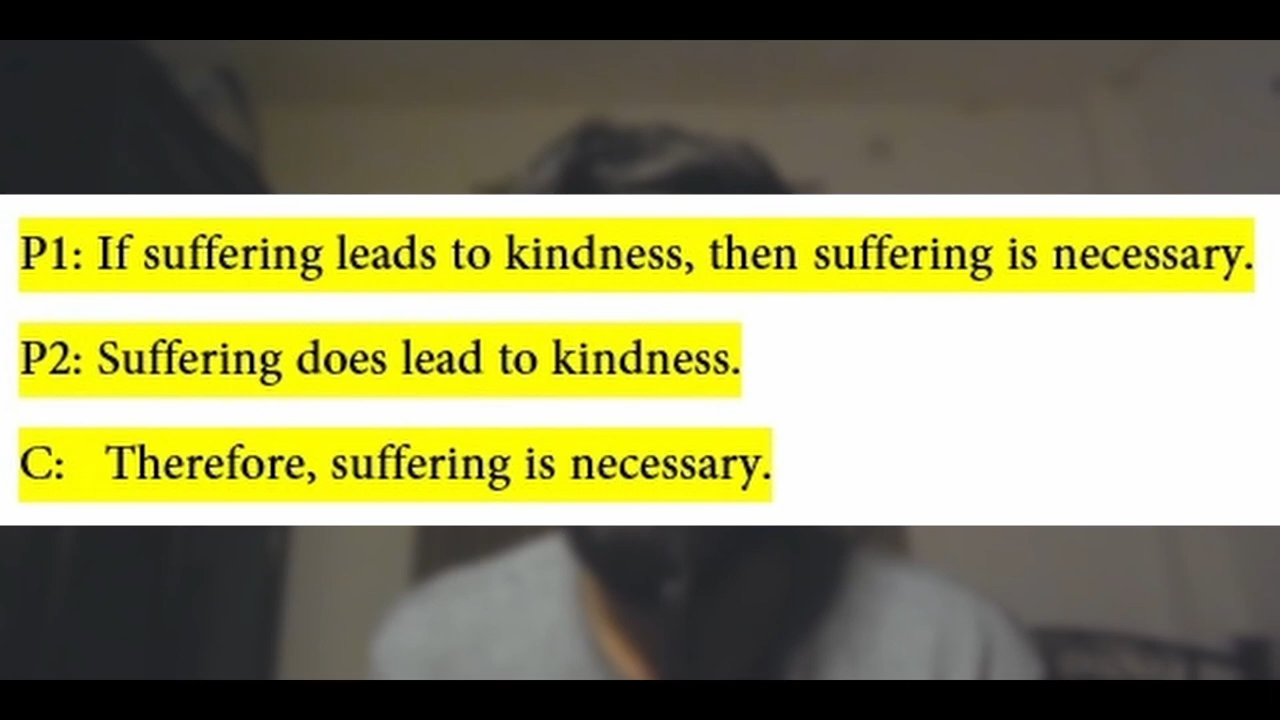 P1: If suffering leads to kindness, then suffering is necessary.
P2: Suffering does lead to kindness.
C: Therefore, suffering is necessary.